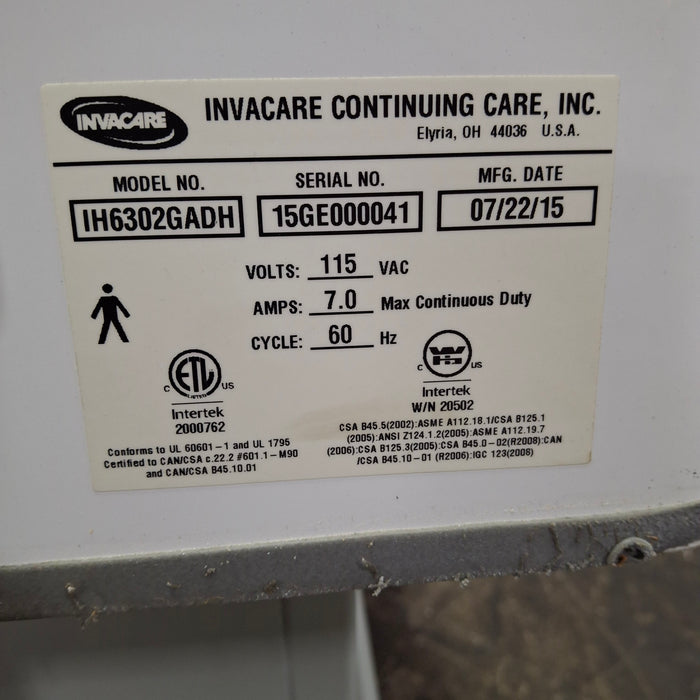 INVACARE
INVACARE CONTINUING CARE, INC.
Elyria, OH 44036 U.S.A.
MODEL NO. SERIAL NO. MFG. DATE
IH6302GADH 15GE000041 07/22/15
VOLTS: 115 VAC
AMPS: 7.0 Max Continuous Duty
CYCLE: 60 Hz
C ETL US
LISTED
Intertek
2000762
Conforms to UL 60601-1 and UL 1795
Certified to CAN/CSA c.22.2 #601.1-M90
and CAN/CSA B45.10.01
C WH US
Intertek
W/N 20502
CSA B45.5(2002):ASME A112.18.1/CSA B125.1
(2005):ANSI Z124.1.2(2005):ASME A112.19.7
(2006):CSA B125.3(2005):CSA B45.0-02(R2008):CAN
/CSA B45.10-01 (R2006):IGC 123(2008)